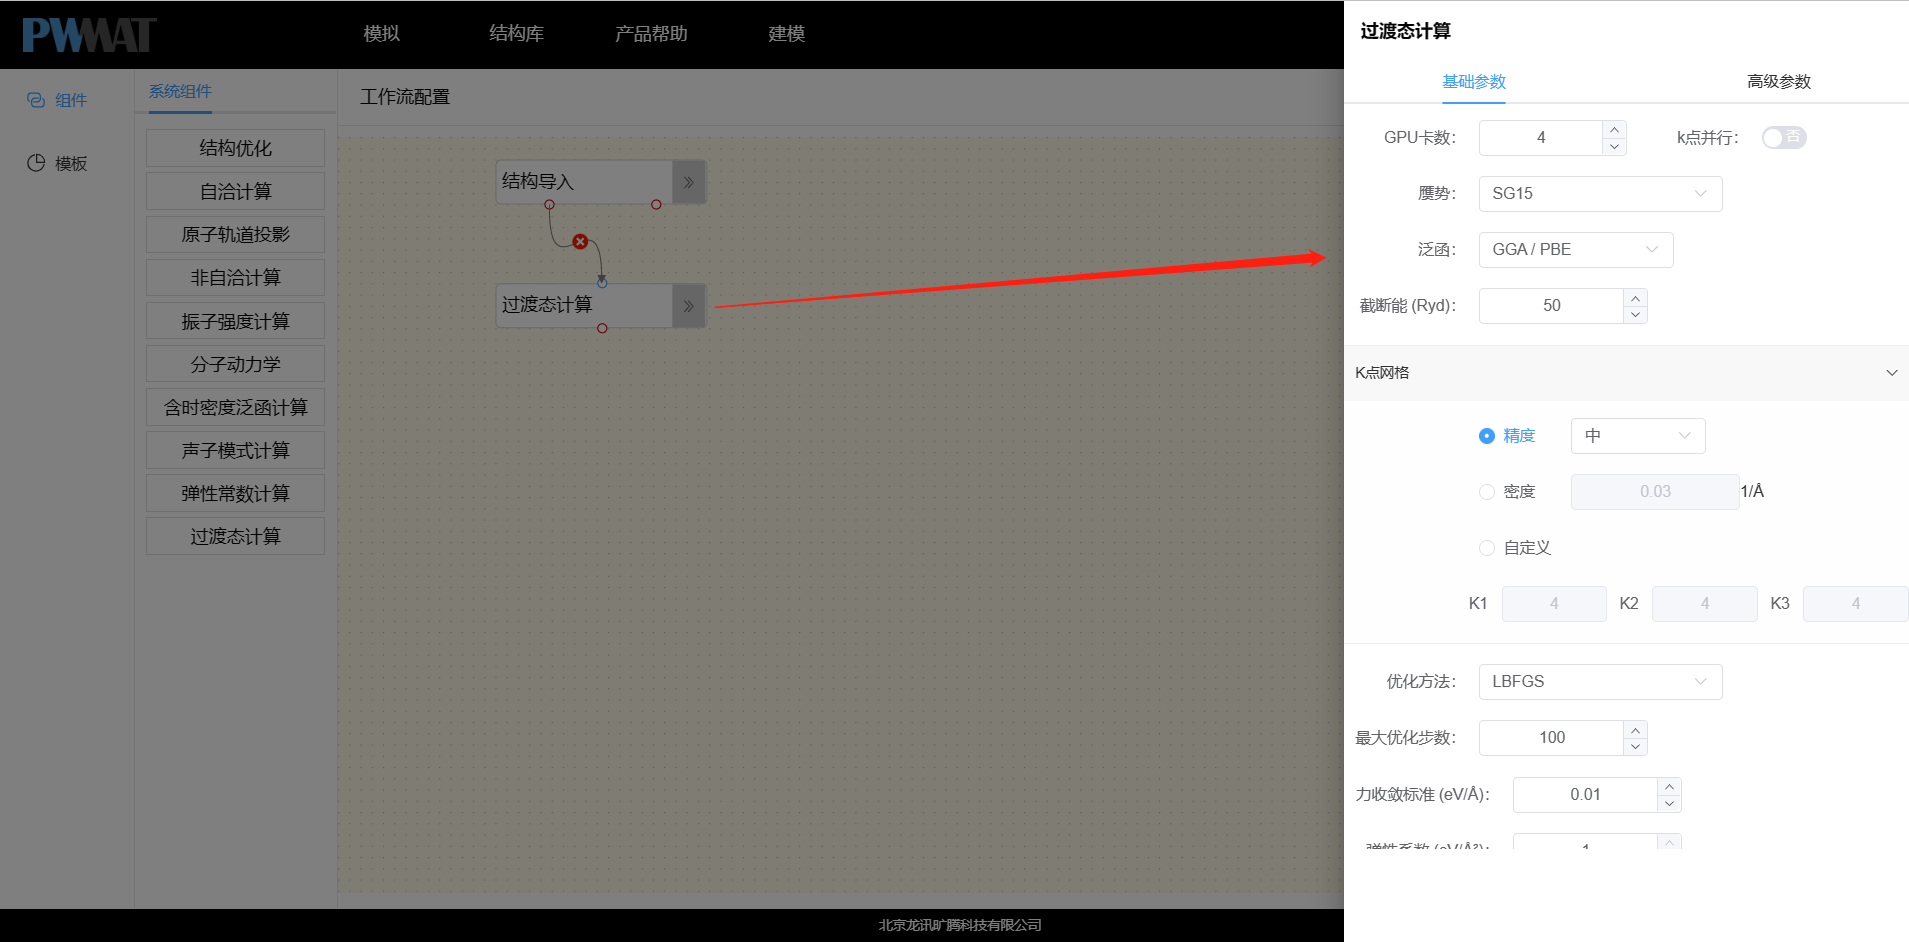 PWMAT
模拟
结构库
产品帮助
建模
组件
模板
系统组件
结构优化
自洽计算
原子轨道投影
非自洽计算
振子强度计算
分子动力学
含时密度泛函计算
声子模式计算
弹性常数计算
过渡态计算
工作流配置
结构导入
过渡态计算
过渡态计算
基础参数 高级参数
GPU卡数： 4 k点并行： 否
赝势： SG15
泛函： GGA / PBE
截断能 (Ryd)： 50
K点网格
精度 中
密度 0.03 1/Å
自定义
K1 4 K2 4 K3 4
优化方法： LBFGS
最大优化步数： 100
力收敛标准 (eV/Å)： 0.01
弹性系数 (eV/Å²)： 1
北京龙讯旷腾科技有限公司